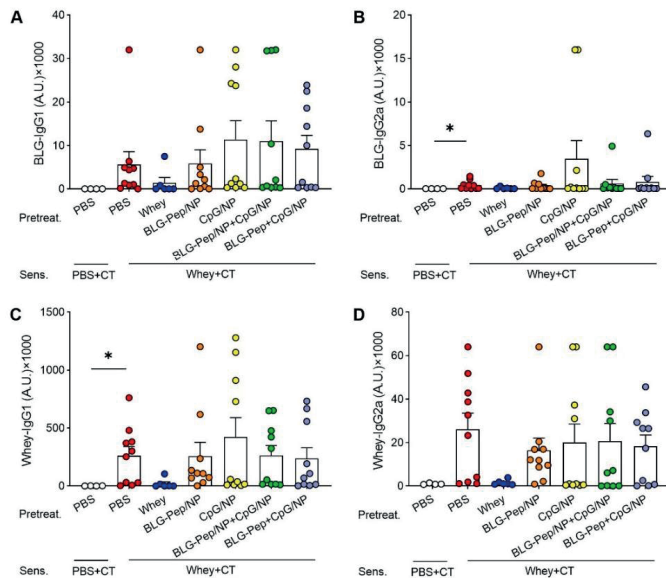 A
BLG-IgG1 (A.U.)×1000
40
30
20
10
0
Pretreat.
PBS
PBS
Whey
BLG-Pep/NP
CpG/NP
BLG-Pep/NP+CpG/NP
BLG-Pep+CpG/NP
Sens.
PBS+CT
Whey+CT
B
BLG-IgG2a (A.U.)×1000
20
15
10
5
0
*
Pretreat.
PBS
PBS
Whey
BLG-Pep/NP
CpG/NP
BLG-Pep/NP+CpG/NP
BLG-Pep+CpG/NP
Sens.
PBS+CT
Whey+CT
C
Whey-IgG1 (A.U.)×1000
1500
1000
500
0
*
Pretreat.
PBS
PBS
Whey
BLG-Pep/NP
CpG/NP
BLG-Pep/NP+CpG/NP
BLG-Pep+CpG/NP
Sens.
PBS+CT
Whey+CT
D
Whey-IgG2a (A.U.)×1000
80
60
40
20
0
Pretreat.
PBS
PBS
Whey
BLG-Pep/NP
CpG/NP
BLG-Pep/NP+CpG/NP
BLG-Pep+CpG/NP
Sens.
PBS+CT
Whey+CT